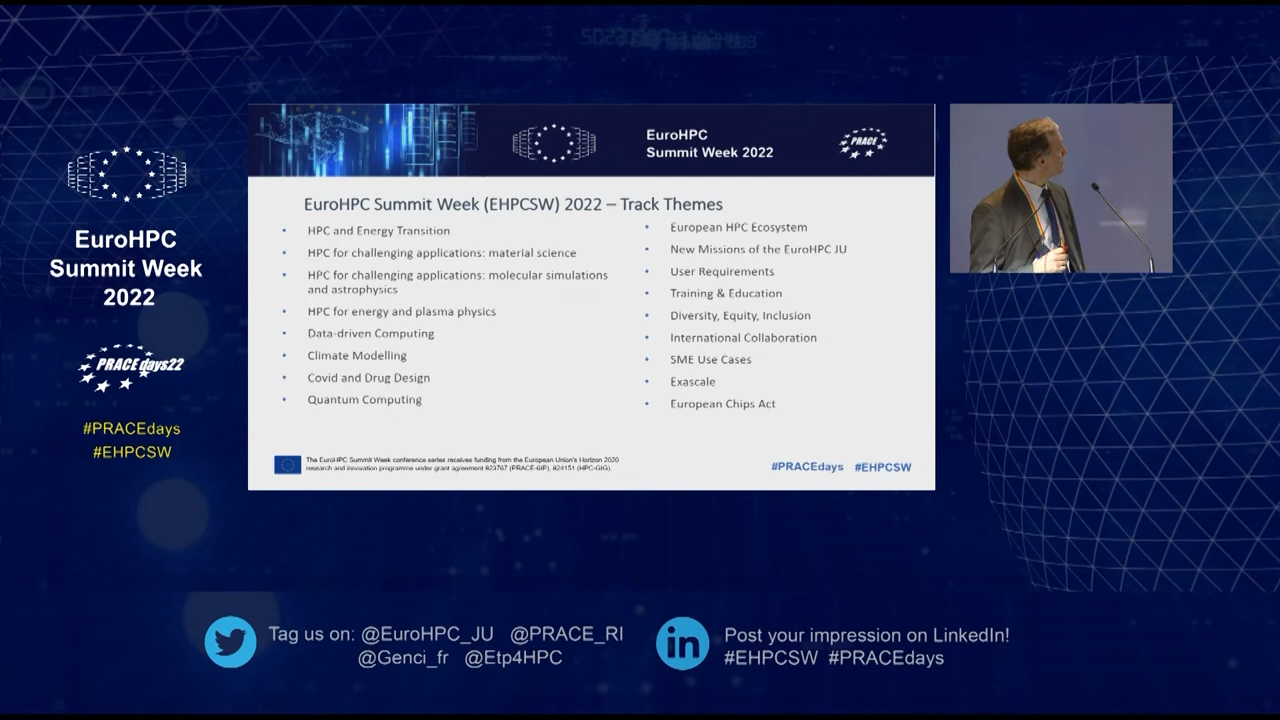 EuroHPC
Summit Week
2022
PRACEdays22
#PRACEdays
#EHPCSW
EuroHPC
Summit Week 2022
PRACE
EuroHPC Summit Week (EHPCSW) 2022 – Track Themes
• HPC and Energy Transition
• HPC for challenging applications: material science
• HPC for challenging applications: molecular simulations
and astrophysics
• HPC for energy and plasma physics
• Data-driven Computing
• Climate Modelling
• Covid and Drug Design
• Quantum Computing
• European HPC Ecosystem
• New Missions of the EuroHPC JU
• User Requirements
• Training & Education
• Diversity, Equity, Inclusion
• International Collaboration
• SME Use Cases
• Exascale
• European Chips Act
The EuroHPC Summit Week conference series receives funding from the European Union's Horizon 2020
research and innovation programme under grant agreement 823767 (PRACE-6IP), 824151 (HPC-GIG).
#PRACEdays #EHPCSW
Tag us on: @EuroHPC_JU @PRACE_RI
@Genci_fr @Etp4HPC
in
Post your impression on LinkedIn!
#EHPCSW #PRACEdays